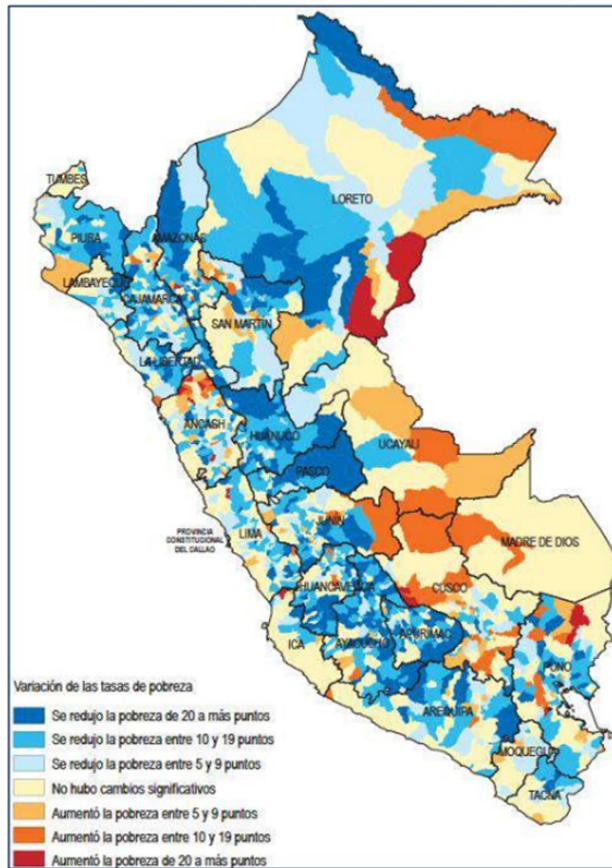 TUMBES
LORETO
PIURA
AMAZONAS
LAMBAYEQUE
CAJAMARCA
SAN MARTIN
LA LIBERTAD
ANCASH
HUANUCO
UCAYALI
PASCO
PROVINCIA
CONSTITUCIONAL
DEL CALLAO
LIMA
JUNIN
MADRE DE DIOS
HUANCAVELICA
CUSCO
ICA
AYACUCHO
APURIMAC
PUNO
AREQUIPA
MOQUEGUA
TACNA
Variación de las tasas de pobreza
Se redujo la pobreza de 20 a más puntos
Se redujo la pobreza entre 10 y 19 puntos
Se redujo la pobreza entre 5 y 9 puntos
No hubo cambios significativos
Aumentó la pobreza entre 5 y 9 puntos
Aumentó la pobreza entre 10 y 19 puntos
Aumentó la pobreza de 20 a más puntos